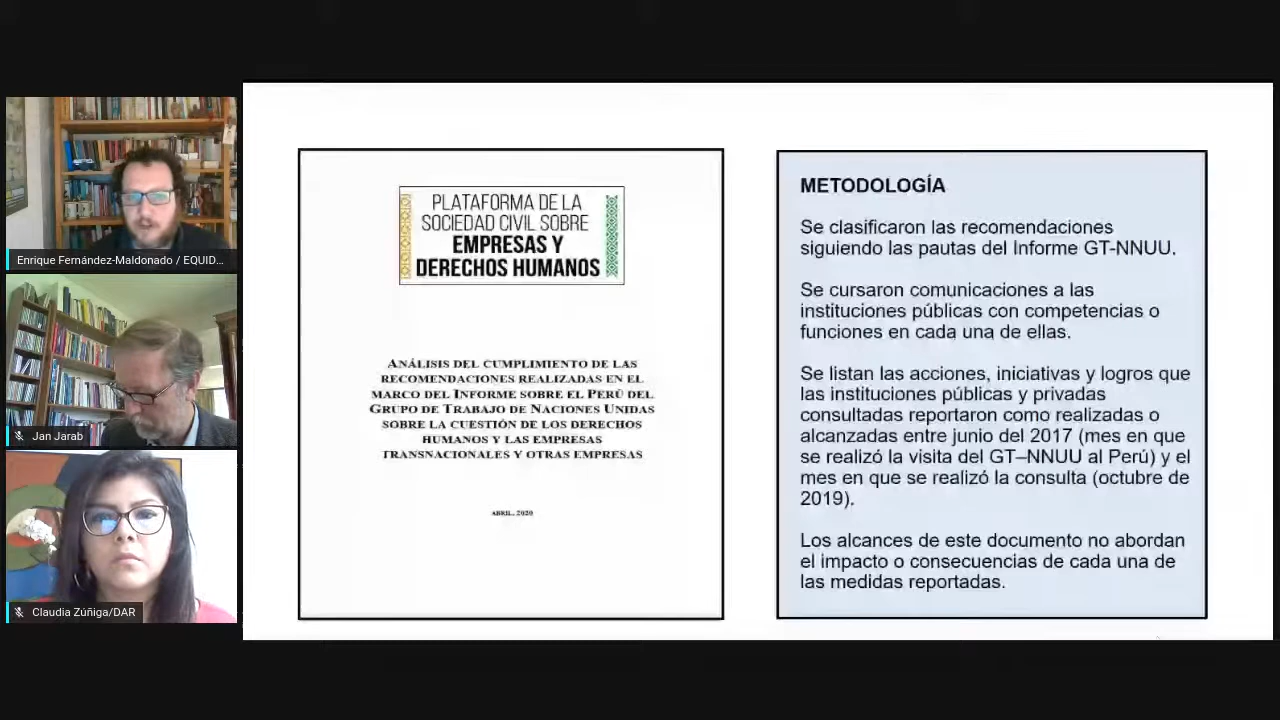 Enrique Fernández-Maldonado / EQUID...
Jan Jarab
Claudia Zúñiga/DAR
PLATAFORMA DE LA
SOCIEDAD CIVIL SOBRE
EMPRESAS Y
DERECHOS HUMANOS
ANÁLISIS DEL CUMPLIMIENTO DE LAS
RECOMENDACIONES REALIZADAS EN EL
MARCO DEL INFORME SOBRE EL PERÚ DEL
GRUPO DE TRABAJO DE NACIONES UNIDAS
SOBRE LA CUESTIÓN DE LOS DERECHOS
HUMANOS Y LAS EMPRESAS
TRANSNACIONALES Y OTRAS EMPRESAS
ABRIL, 2020
METODOLOGÍA
Se clasificaron las recomendaciones
siguiendo las pautas del Informe GT-NNUU.
Se cursaron comunicaciones a las
instituciones públicas con competencias o
funciones en cada una de ellas.
Se listan las acciones, iniciativas y logros que
las instituciones públicas y privadas
consultadas reportaron como realizadas o
alcanzadas entre junio del 2017 (mes en que
se realizó la visita del GT–NNUU al Perú) y el
mes en que se realizó la consulta (octubre de
2019).
Los alcances de este documento no abordan
el impacto o consecuencias de cada una de
las medidas reportadas.